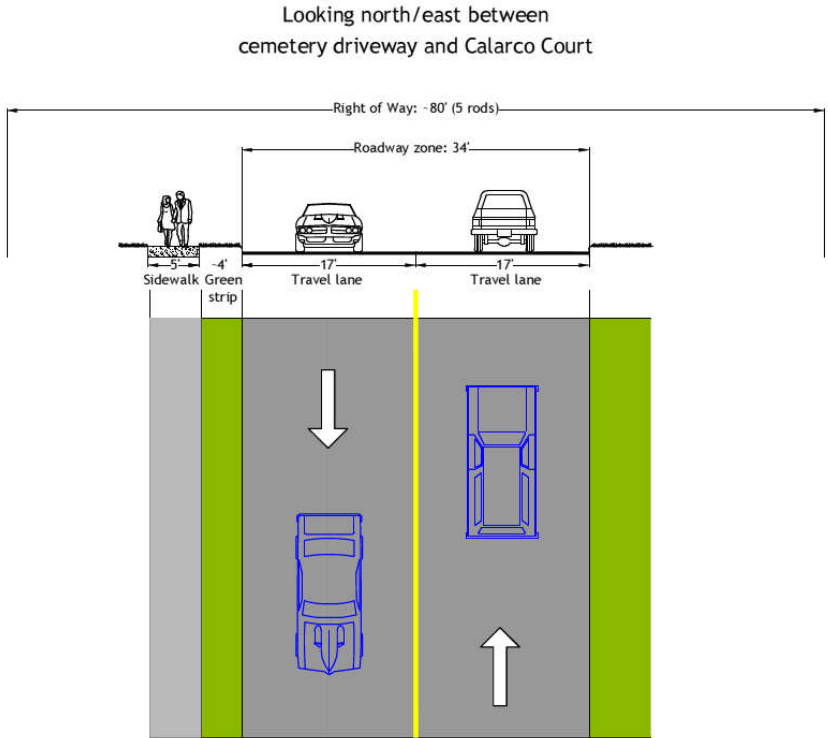 Looking north/east between
cemetery driveway and Calarco Court
Right of Way: ~80' (5 rods)
Roadway zone: 34'
5' ~4' 17' 17'
Sidewalk Green Travel lane Travel lane
strip